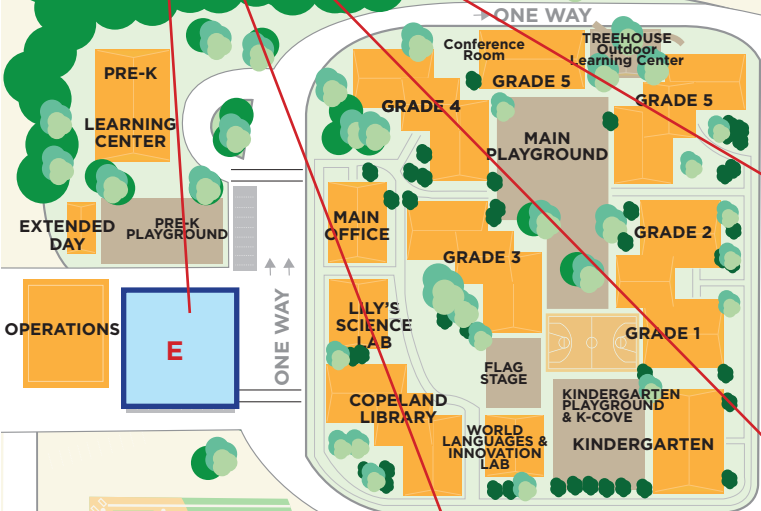 ONE WAY
Conference
Room
TREEHOUSE
Outdoor
Learning Center
PRE-K
GRADE 5
GRADE 4
GRADE 5
LEARNING
CENTER
MAIN
PLAYGROUND
EXTENDED
DAY
PRE-K
PLAYGROUND
MAIN
OFFICE
GRADE 2
GRADE 3
OPERATIONS
E
ONE WAY
LILY'S
SCIENCE
LAB
GRADE 1
FLAG
STAGE
COPELAND
LIBRARY
KINDERGARTEN
PLAYGROUND
& K-COVE
WORLD
LANGUAGES &
INNOVATION
LAB
KINDERGARTEN